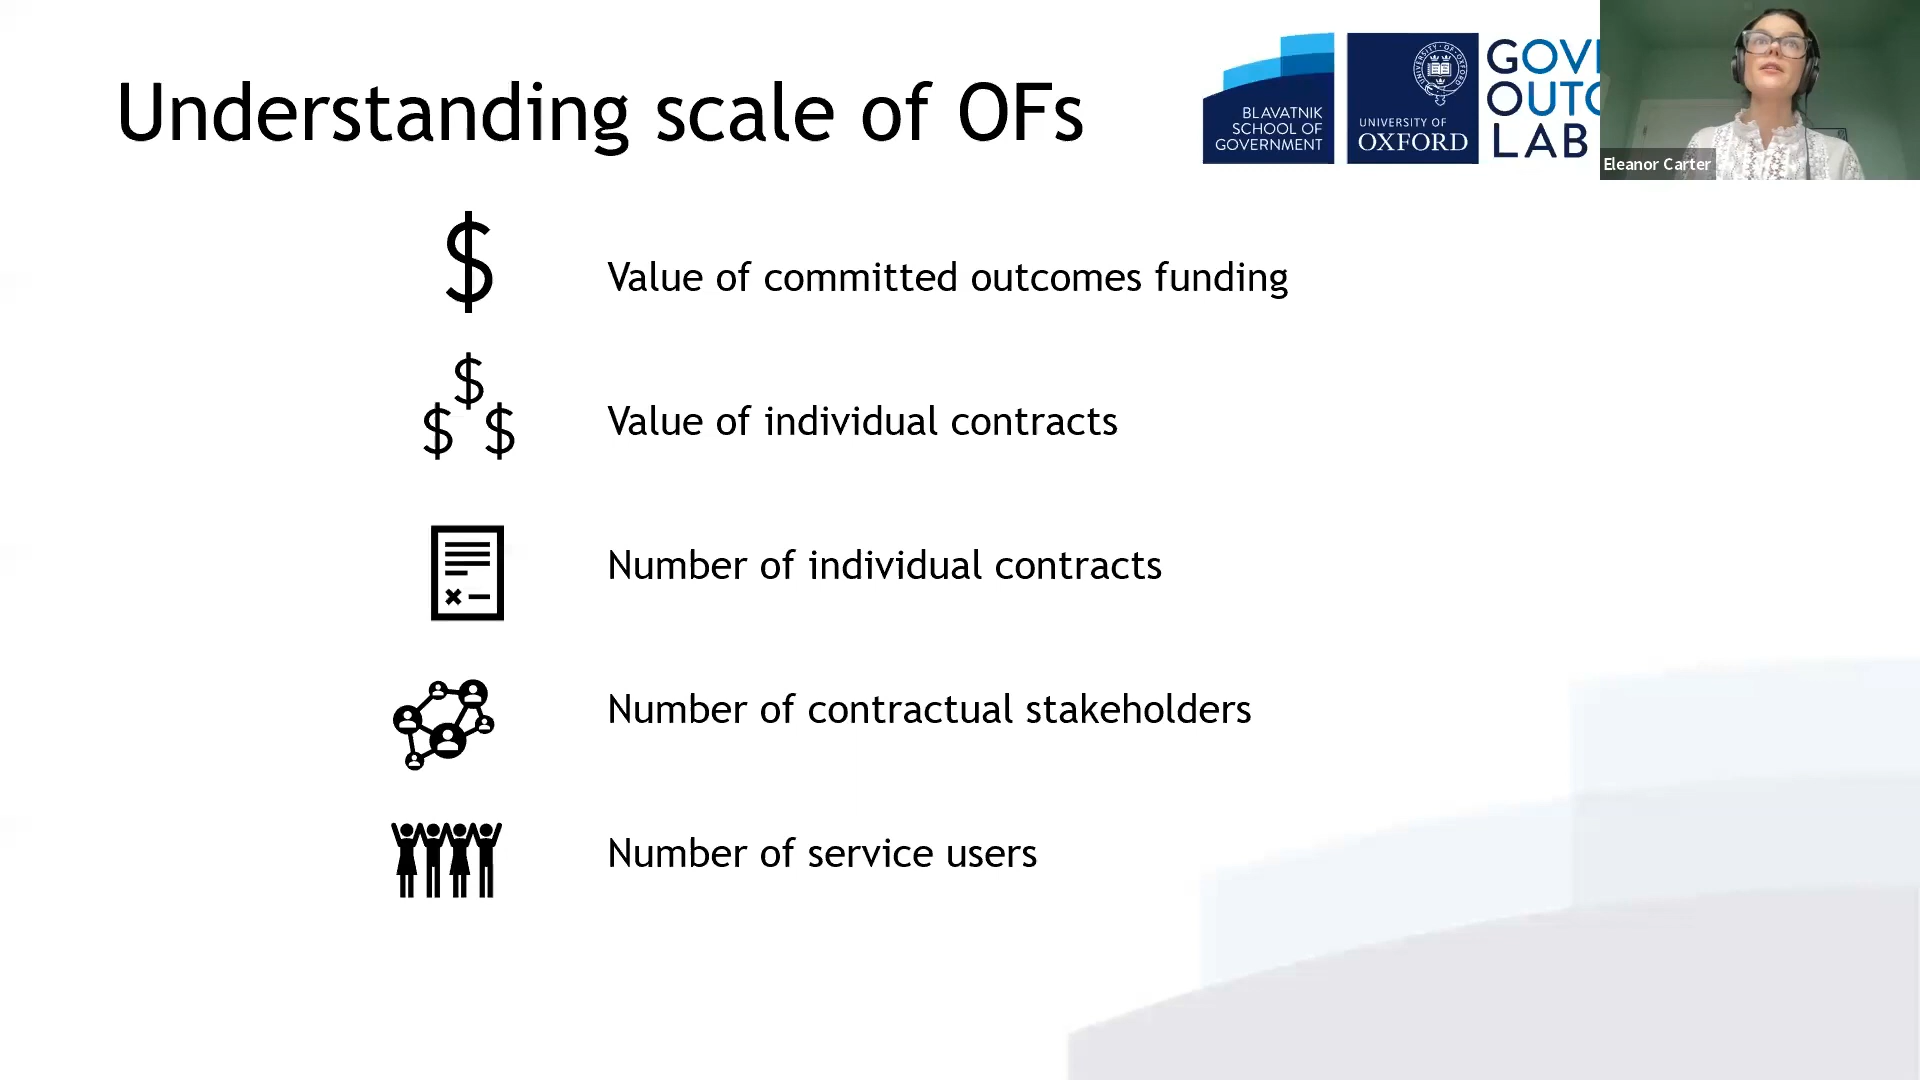 Understanding scale of OFs
BLAVATNIK
SCHOOL OF
GOVERNMENT
UNIVERSITY OF
OXFORD
LAB
Eleanor Carter
$
Value of committed outcomes funding
$
$ $
Value of individual contracts
Number of individual contracts
Number of contractual stakeholders
Number of service users